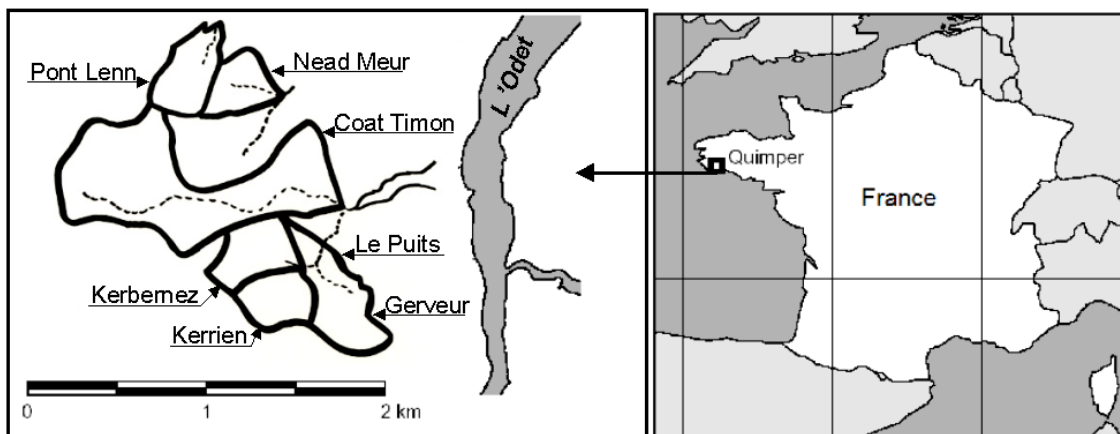 Pont Lenn
Nead Meur
Coat Timon
Le Puits
Kerbernez
Gerveur
Kerrien
0 1 2 km
L'Odet
Quimper
France